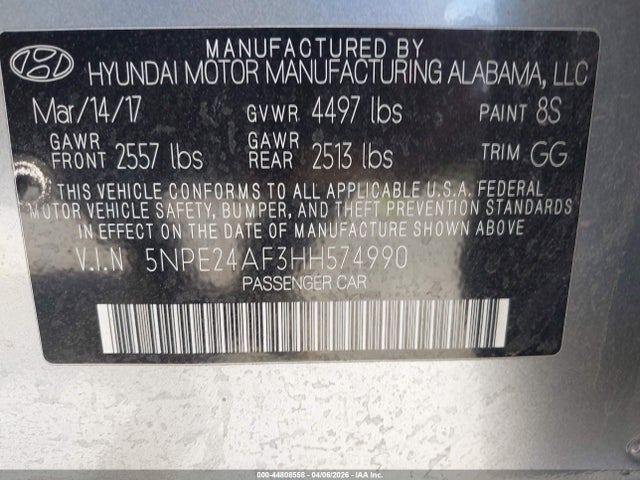 MANUFACTURED BY
HYUNDAI MOTOR MANUFACTURING ALABAMA, LLC
Mar/14/17 GVWR 4497 lbs PAINT 8S
GAWR FRONT 2557 lbs GAWR REAR 2513 lbs TRIM GG
THIS VEHICLE CONFORMS TO ALL APPLICABLE U.S.A. FEDERAL
MOTOR VEHICLE SAFETY, BUMPER, AND THEFT PREVENTION STANDARDS
IN EFFECT ON THE DATE OF MANUFACTURE SHOWN ABOVE.
V.I.N 5NPE24AF3HH574990
PASSENGER CAR
000-44808558 - 04/06/2026 - IAA Inc.